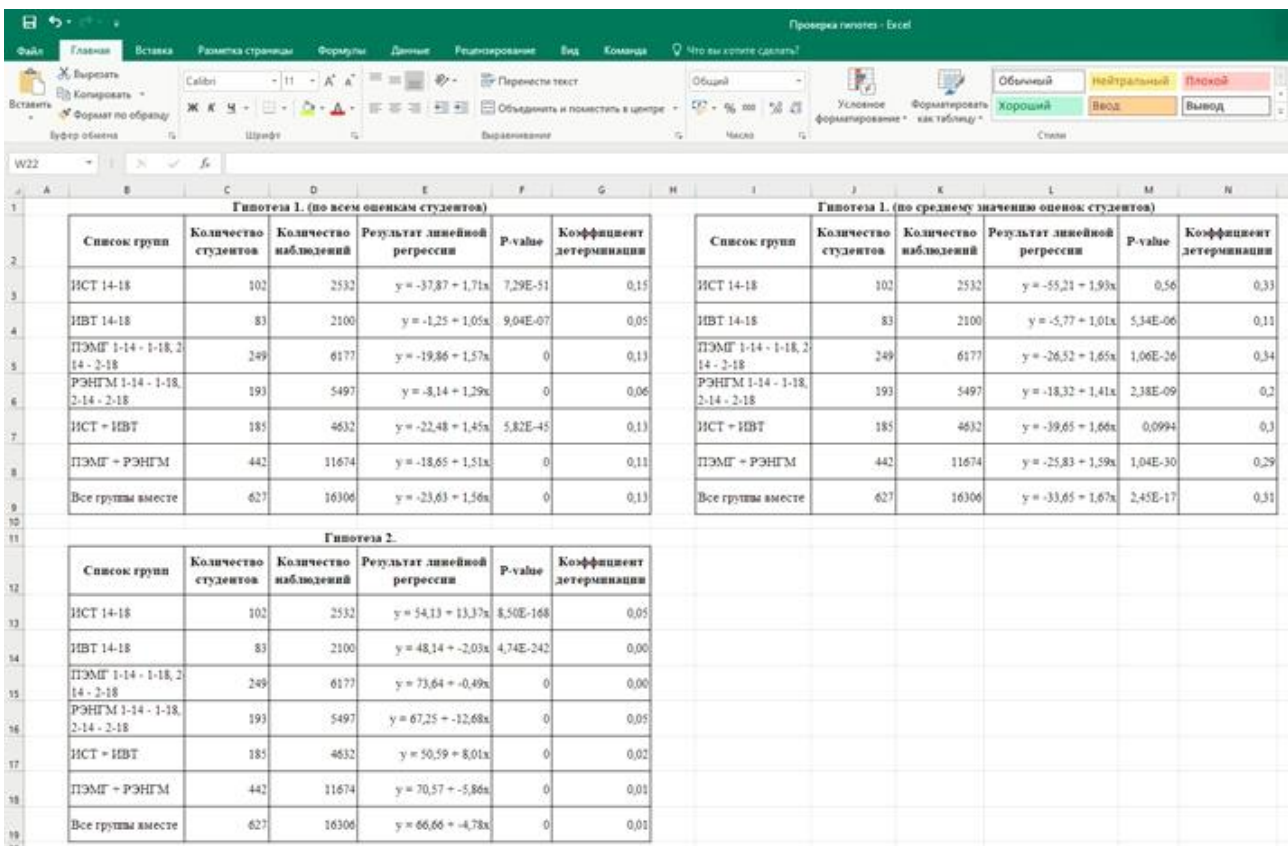 Проверка гипотез - Excel
Файл Главная Вставка Разметка страницы Формулы Данные Рецензирование Вид Команда Что вы хотите сделать?
Вставить
Вырезать
Копировать
Формат по образцу
Calibri 11
Ж К Ч
Перенести текст
Объединить и поместить в центре
Общий
% 000
Условное форматирование
Форматировать как таблицу
Обычный Нейтральный Плохой
Хороший Ввод Вывод
Буфер обмена Шрифт Выравнивание Число Стили
W22 fx
A B C D E F G H I J K L M N
1 Гипотеза 1. (по всем оценкам студентов) Гипотеза 1. (по среднему значению оценок студентов)
2 Список групп Количество студентов Количество наблюдений Результат линейной регрессии P-value Коэффициент детерминации Список групп Количество студентов Количество наблюдений Результат линейной регрессии P-value Коэффициент детерминации
3 ИСТ 14-18 102 2532 y = -37,87 + 1,71x 7,29E-51 0,15 ИСТ 14-18 102 2532 y = -55,21 + 1,93x 0,56 0,33
4 ИВТ 14-18 83 2100 y = -1,25 + 1,05x 9,04E-07 0,05 ИВТ 14-18 83 2100 y = -5,77 + 1,01x 5,34E-06 0,11
5 ПЭМГ 1-14 - 1-18, 2-14 - 2-18 249 6177 y = -19,86 + 1,57x 0 0,13 ПЭМГ 1-14 - 1-18, 2-14 - 2-18 249 6177 y = -26,52 + 1,65x 1,06E-26 0,34
6 РЭНГМ 1-14 - 1-18, 2-14 - 2-18 193 5497 y = -8,14 + 1,29x 0 0,06 РЭНГМ 1-14 - 1-18, 2-14 - 2-18 193 5497 y = -18,32 + 1,41x 2,38E-09 0,2
7 ИСТ + ИВТ 185 4632 y = -22,48 + 1,45x 5,82E-45 0,13 ИСТ + ИВТ 185 4632 y = -39,65 + 1,66x 0,0994 0,3
8 ПЭМГ + РЭНГМ 442 11674 y = -18,65 + 1,51x 0 0,11 ПЭМГ + РЭНГМ 442 11674 y = -25,83 + 1,59x 1,04E-30 0,29
9 Все группы вместе 627 16306 y = -23,63 + 1,56x 0 0,13 Все группы вместе 627 16306 y = -33,65 + 1,67x 2,45E-17 0,31
10
11 Гипотеза 2.
12 Список групп Количество студентов Количество наблюдений Результат линейной регрессии P-value Коэффициент детерминации
13 ИСТ 14-18 102 2532 y = 54,13 + 13,37x 8,50E-168 0,05
14 ИВТ 14-18 83 2100 y = 48,14 + -2,03x 4,74E-242 0,00
15 ПЭМГ 1-14 - 1-18, 2-14 - 2-18 249 6177 y = 73,64 + -0,49x 0 0,00
16 РЭНГМ 1-14 - 1-18, 2-14 - 2-18 193 5497 y = 67,25 + -12,68x 0 0,05
17 ИСТ + ИВТ 185 4632 y = 50,59 + 8,01x 0 0,02
18 ПЭМГ + РЭНГМ 442 11674 y = 70,57 + -5,86x 0 0,01
19 Все группы вместе 627 16306 y = 66,66 + -4,78x 0 0,01